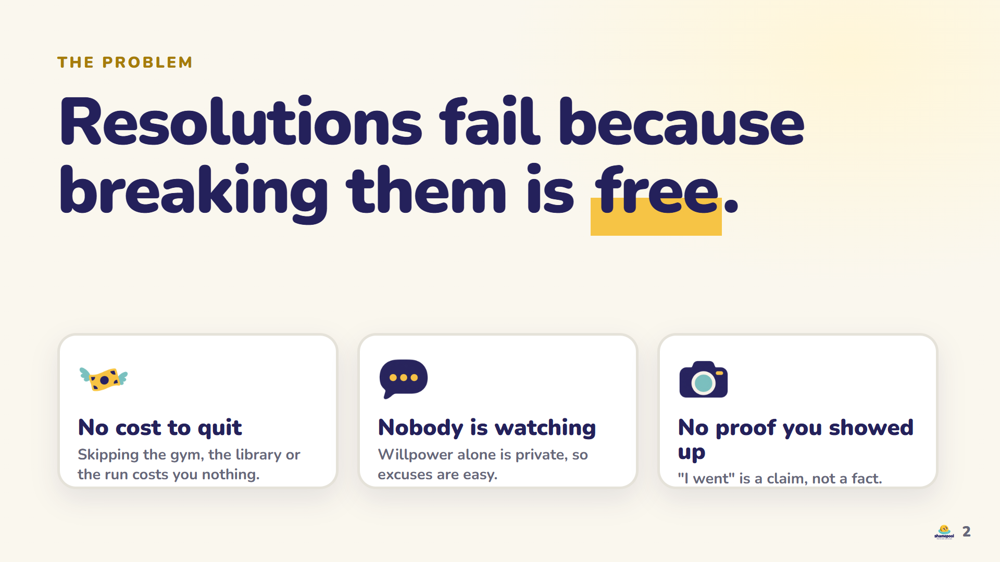 THE PROBLEM
Resolutions fail because
breaking them is free.
No cost to quit
Skipping the gym, the library or
the run costs you nothing.
Nobody is watching
Willpower alone is private, so
excuses are easy.
No proof you showed
up
"I went" is a claim, not a fact.
shamepool
2